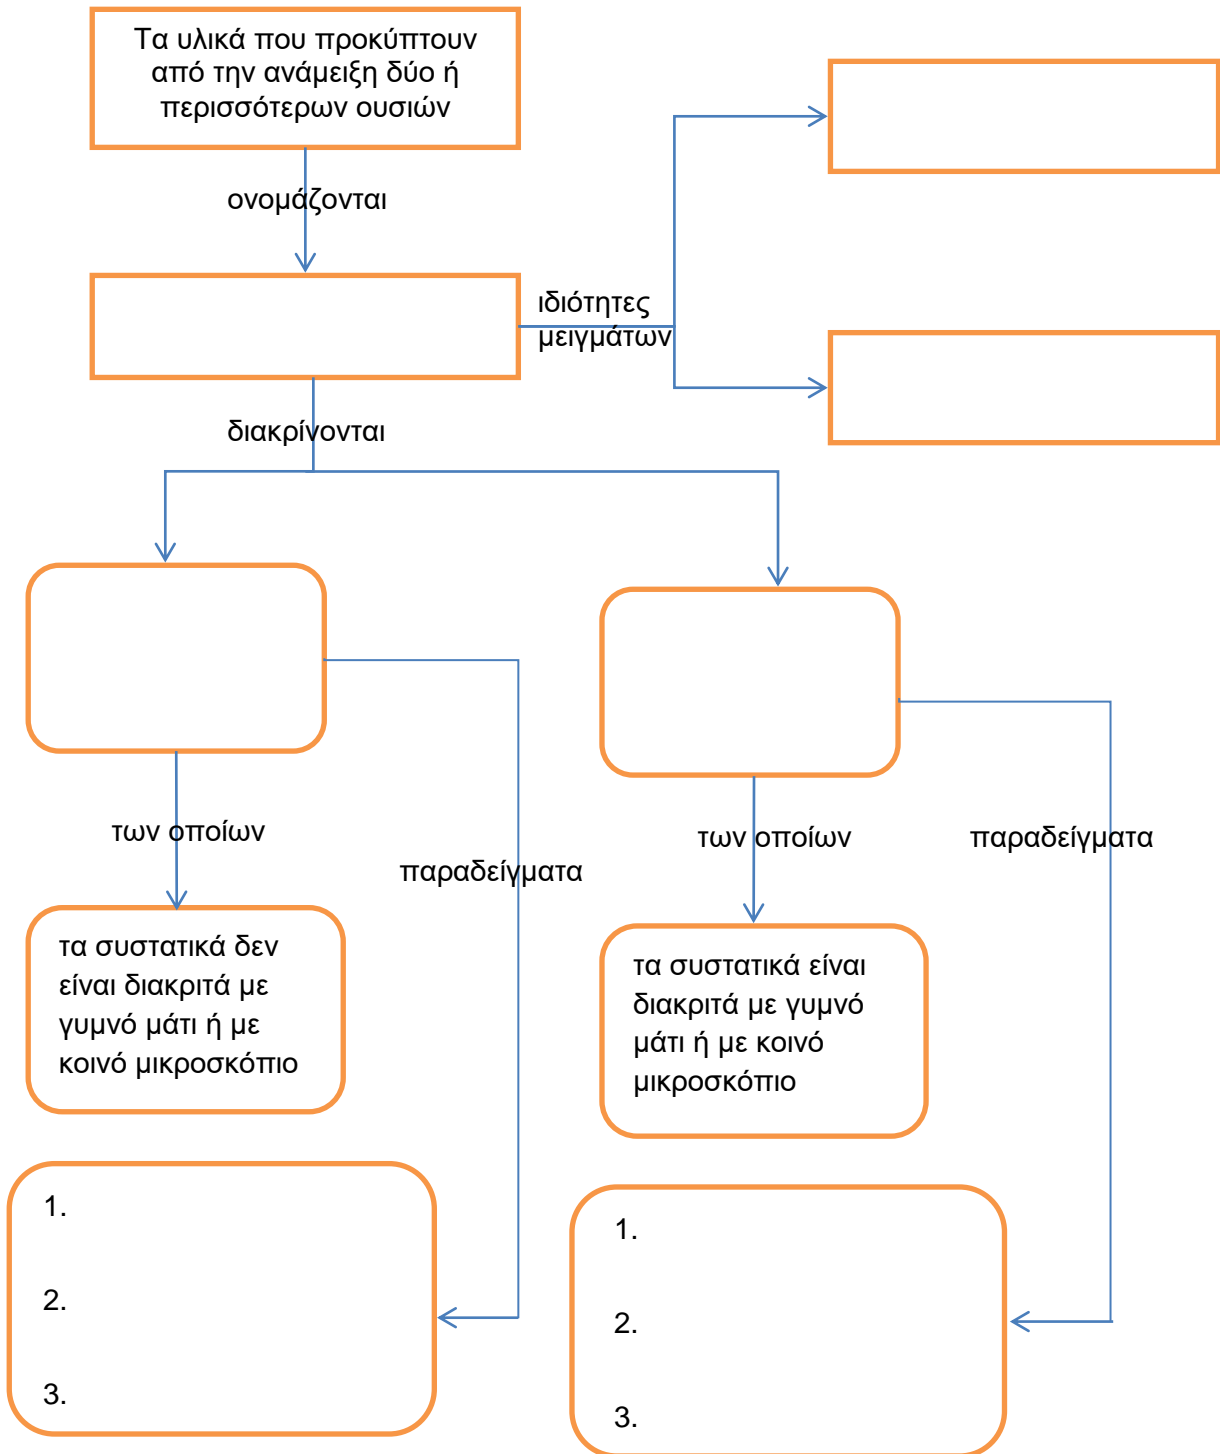 Τα υλικά που προκύπτουν
από την ανάμειξη δύο ή
περισσότερων ουσιών
ονομάζονται
ιδιότητες
μειγμάτων
διακρίνονται
των οποίων
παραδείγματα
των οποίων
παραδείγματα
τα συστατικά δεν
είναι διακριτά με
γυμνό μάτι ή με
κοινό μικροσκόπιο
τα συστατικά είναι
διακριτά με γυμνό
μάτι ή με κοινό
μικροσκόπιο
1.
2.
3.
1.
2.
3.